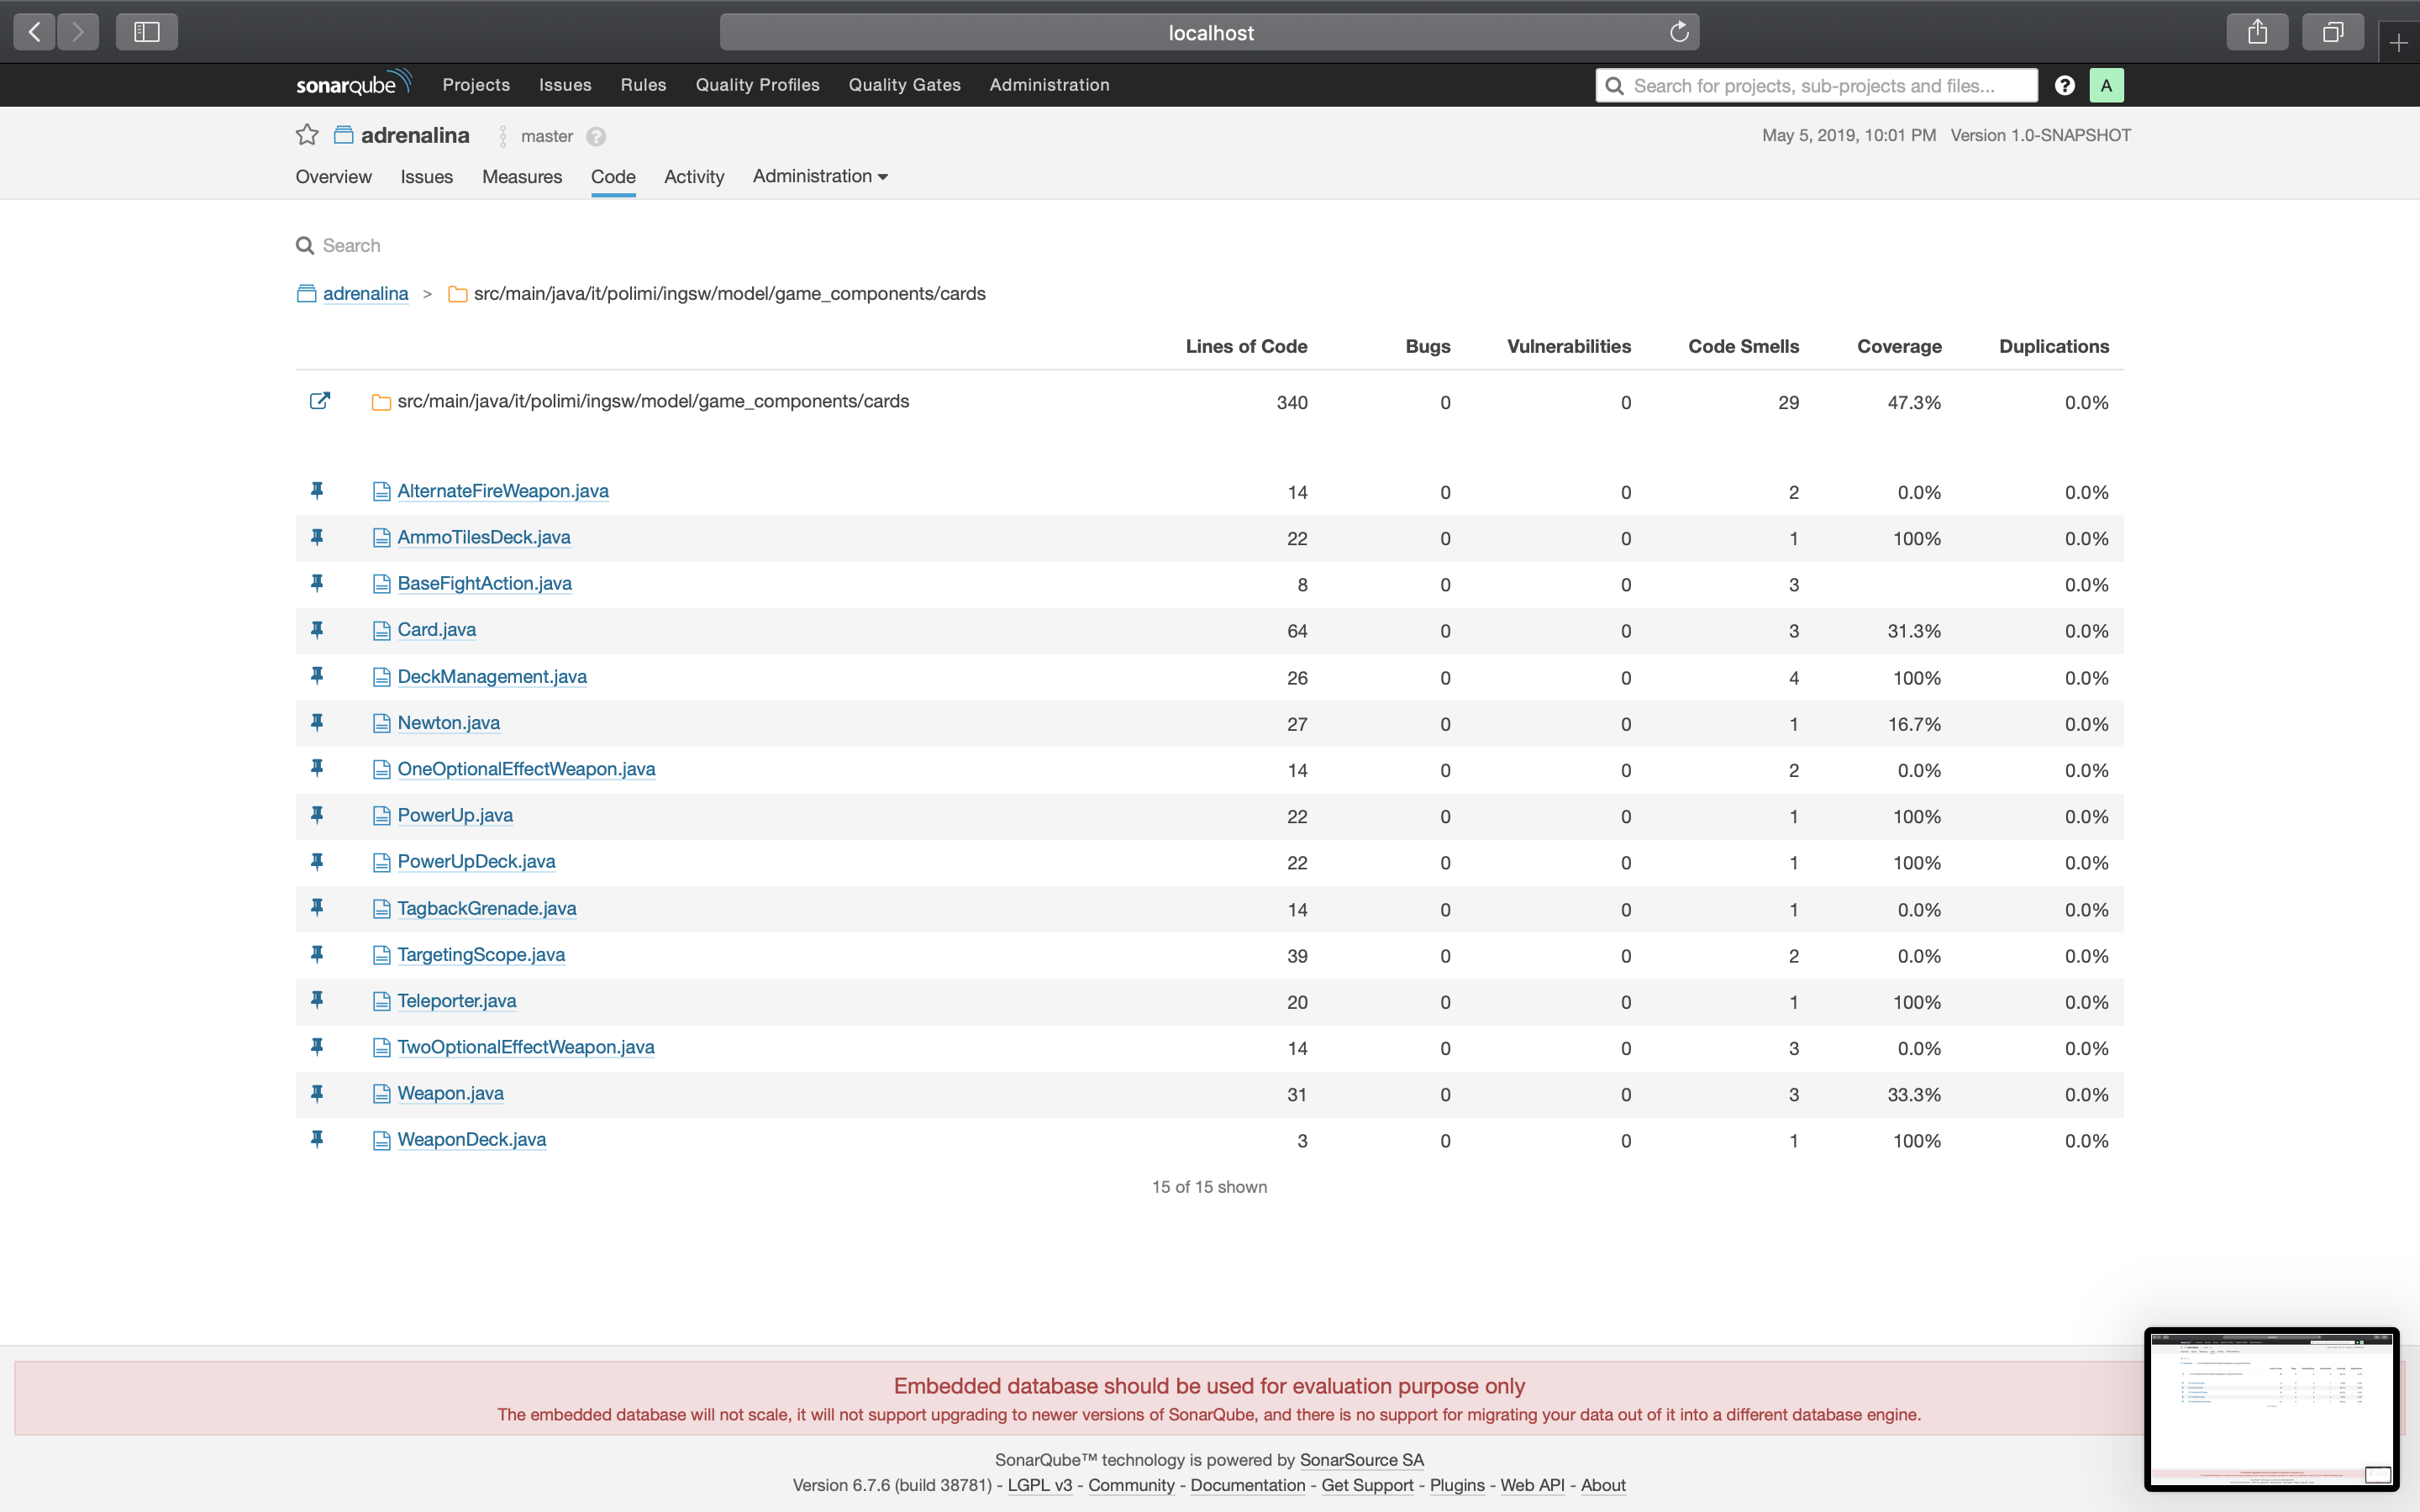 localhost
sonarqube Projects Issues Rules Quality Profiles Quality Gates Administration Search for projects, sub-projects and files... ? A
adrenalina master ? May 5, 2019, 10:01 PM Version 1.0-SNAPSHOT
Overview Issues Measures Code Activity Administration
Search
adrenalina > src/main/java/it/polimi/ingsw/model/game_components/cards
Lines of Code Bugs Vulnerabilities Code Smells Coverage Duplications
src/main/java/it/polimi/ingsw/model/game_components/cards 340 0 0 29 47.3% 0.0%
AlternateFireWeapon.java 14 0 0 2 0.0% 0.0%
AmmoTilesDeck.java 22 0 0 1 100% 0.0%
BaseFightAction.java 8 0 0 3 0.0%
Card.java 64 0 0 3 31.3% 0.0%
DeckManagement.java 26 0 0 4 100% 0.0%
Newton.java 27 0 0 1 16.7% 0.0%
OneOptionalEffectWeapon.java 14 0 0 2 0.0% 0.0%
PowerUp.java 22 0 0 1 100% 0.0%
PowerUpDeck.java 22 0 0 1 100% 0.0%
TagbackGrenade.java 14 0 0 1 0.0% 0.0%
TargetingScope.java 39 0 0 2 0.0% 0.0%
Teleporter.java 20 0 0 1 100% 0.0%
TwoOptionalEffectWeapon.java 14 0 0 3 0.0% 0.0%
Weapon.java 31 0 0 3 33.3% 0.0%
WeaponDeck.java 3 0 0 1 100% 0.0%
15 of 15 shown
Embedded database should be used for evaluation purpose only
The embedded database will not scale, it will not support upgrading to newer versions of SonarQube, and there is no support for migrating your data out of it into a different database engine.
SonarQube™ technology is powered by SonarSource SA
Version 6.7.6 (build 38781) - LGPL v3 - Community - Documentation - Get Support - Plugins - Web API - About